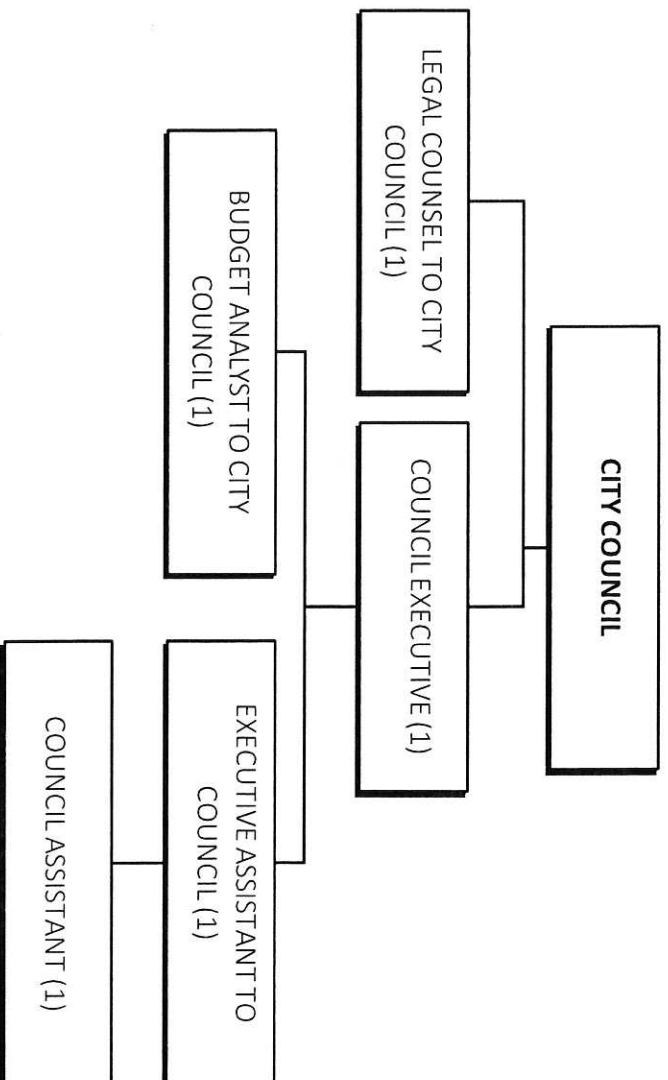 CITY COUNCIL
LEGAL COUNSEL TO CITY
COUNCIL (1)
COUNCIL EXECUTIVE (1)
BUDGET ANALYST TO CITY
COUNCIL (1)
EXECUTIVE ASSISTANT TO
COUNCIL (1)
COUNCIL ASSISTANT (1)